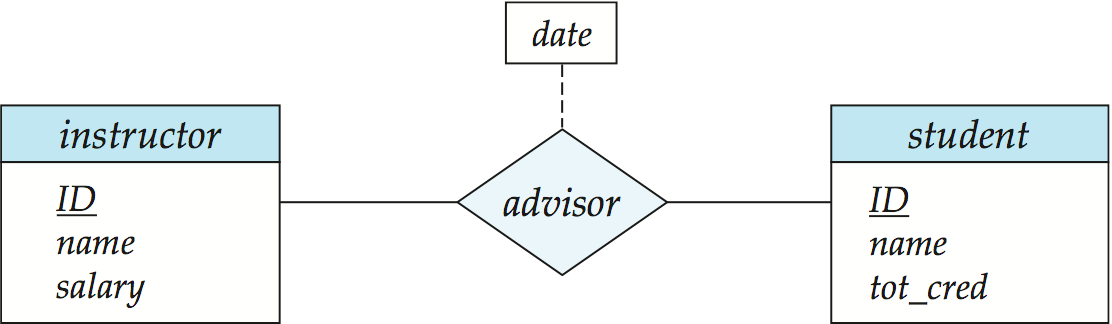 date
instructor
ID
name
salary
advisor
student
ID
name
tot_cred